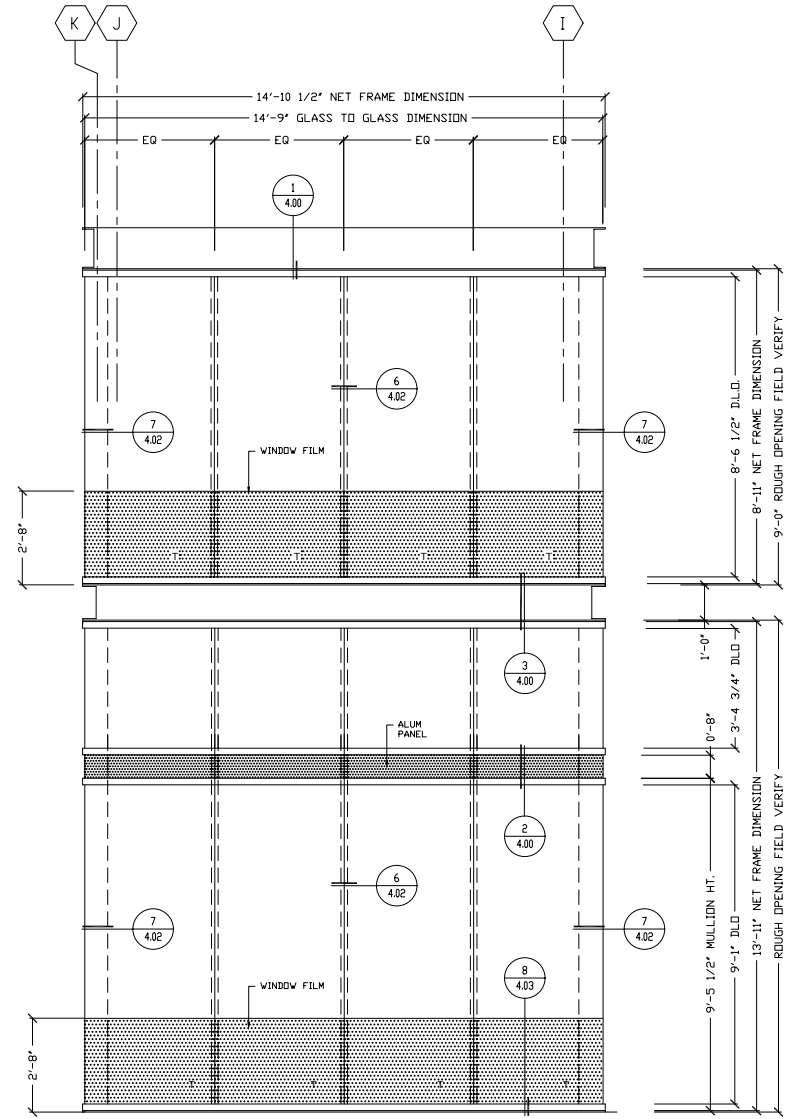 K J I
14'-10 1/2" NET FRAME DIMENSION
14'-9" GLASS TO GLASS DIMENSION
EQ EQ EQ EQ
1
4.00
6
4.02
7
4.02
7
4.02
WINDOW FILM
2'-8"
T T T T
8'-6 1/2" D.L.O.
8'-11" NET FRAME DIMENSION
9'-0" ROUGH OPENING FIELD VERIFY
3
4.00
1'-0"
3'-4 3/4" DLO
ALUM
PANEL
0'-8"
2
4.00
6
4.02
7
4.02
7
4.02
8
4.03
WINDOW FILM
2'-8"
T T T T
9'-5 1/2" MULLION HT.
9'-1" DLO
13'-11" NET FRAME DIMENSION
ROUGH OPENING FIELD VERIFY